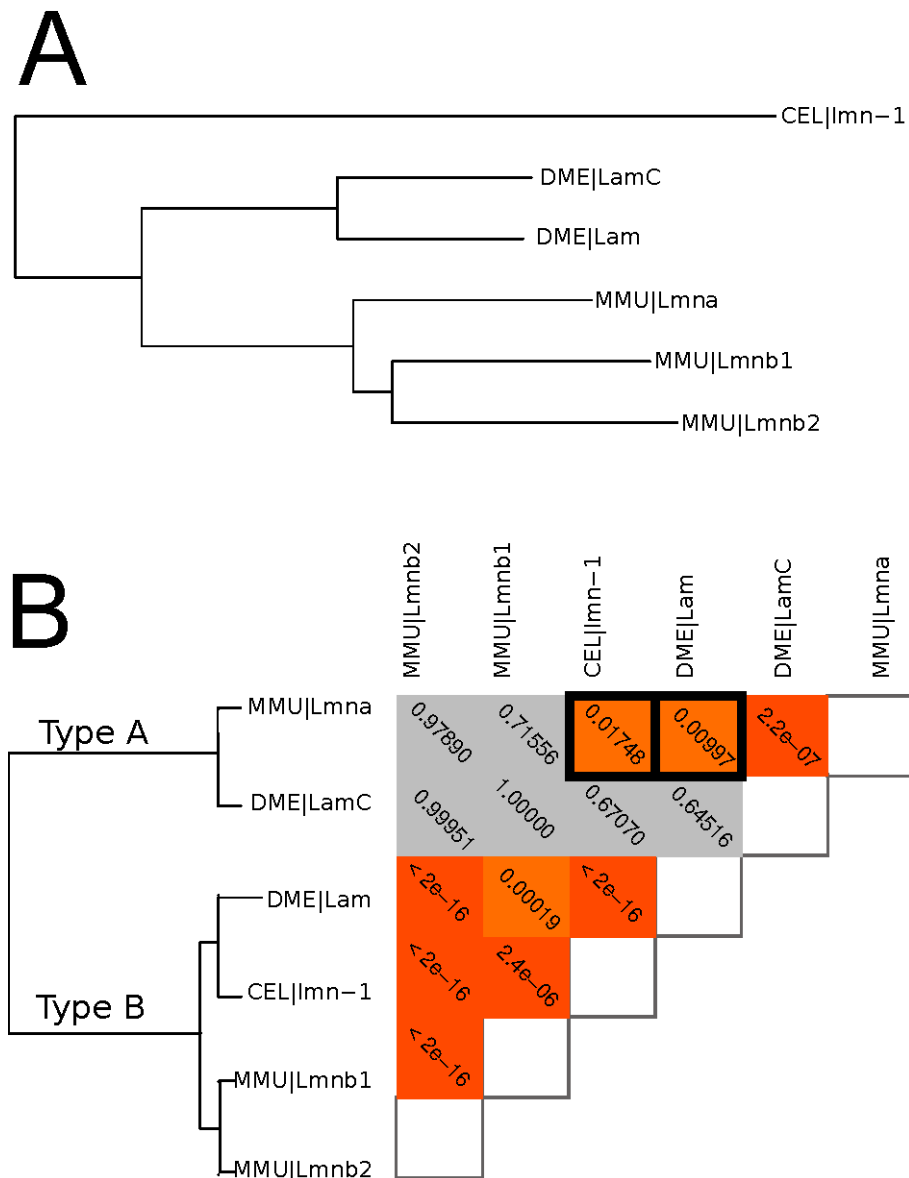 A
CEL|lmn−1
DME|LamC
DME|Lam
MMU|Lmna
MMU|Lmnb1
MMU|Lmnb2
B
MMU|Lmnb2
MMU|Lmnb1
CEL|lmn−1
DME|Lam
DME|LamC
MMU|Lmna
Type A
MMU|Lmna
0.97890 0.71556 0.01748 0.00997 2.2e−07
DME|LamC
0.99951 1.00000 0.67070 0.64516
DME|Lam
< 2e−16 0.00019 < 2e−16
Type B
CEL|lmn−1
< 2e−16 2.4e−06
MMU|Lmnb1
< 2e−16
MMU|Lmnb2